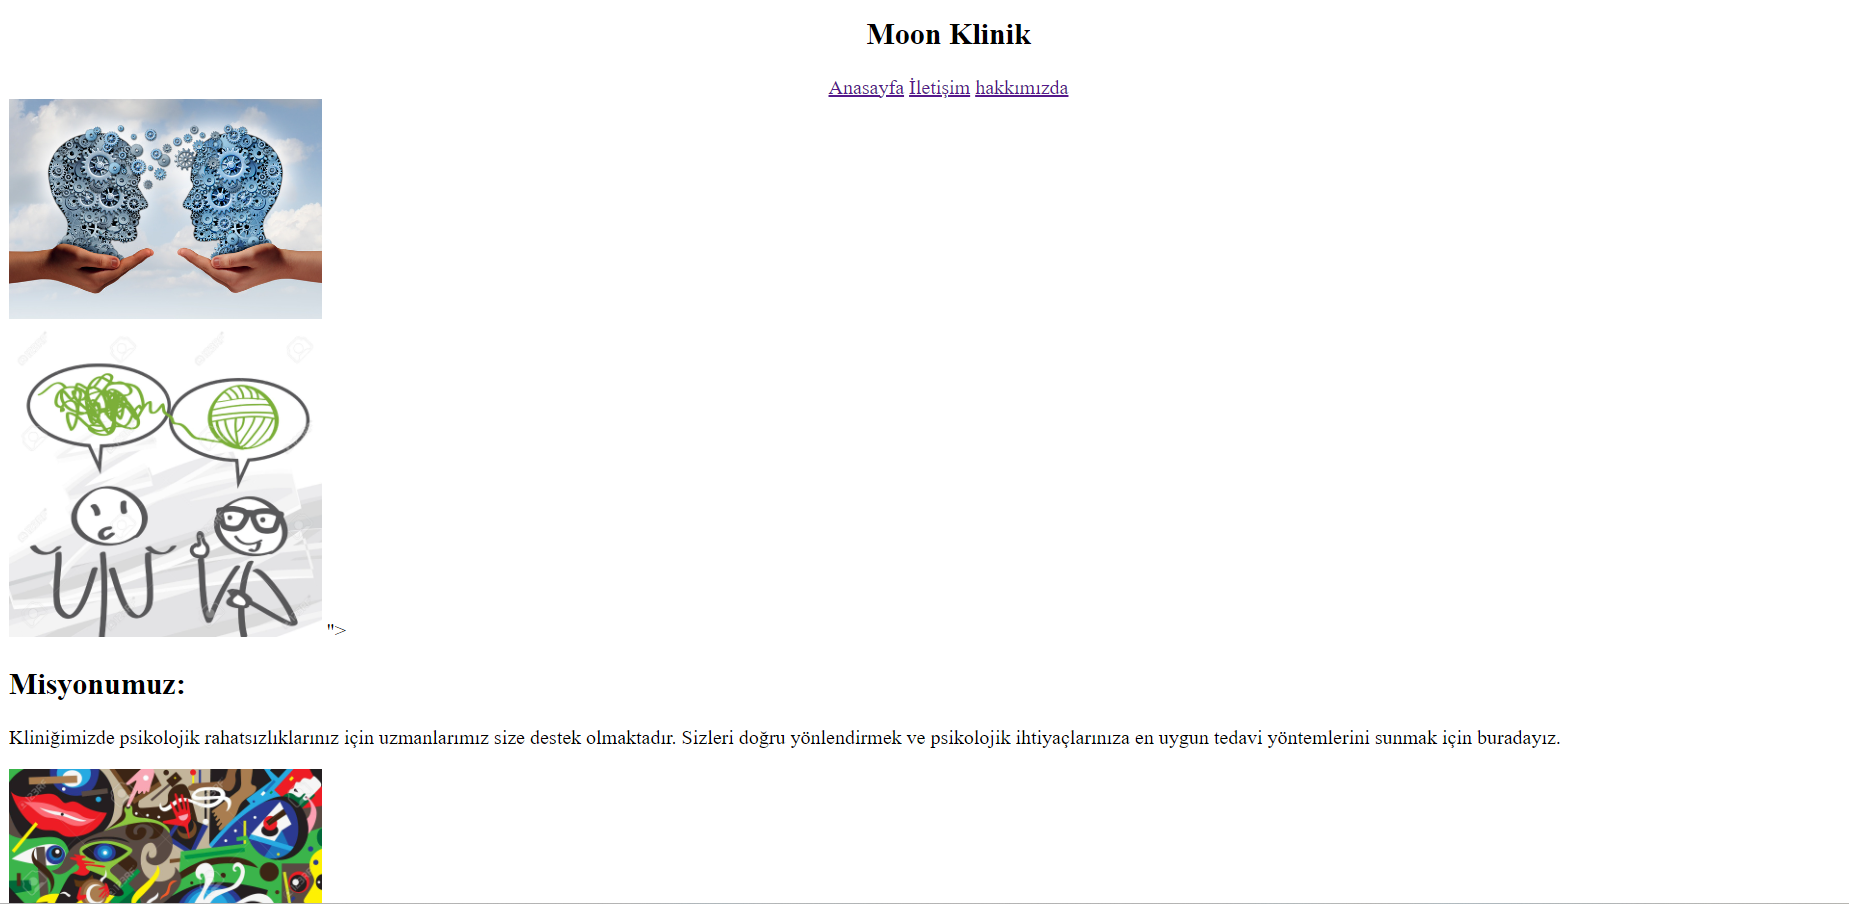 Moon Klinik
Anasayfa İletişim hakkımızda
">
Misyonumuz:
Kliniğimizde psikolojik rahatsızlıklarınız için uzmanlarımız size destek olmaktadır. Sizleri doğru yönlendirmek ve psikolojik ihtiyaçlarınıza en uygun tedavi yöntemlerini sunmak için buradayız.